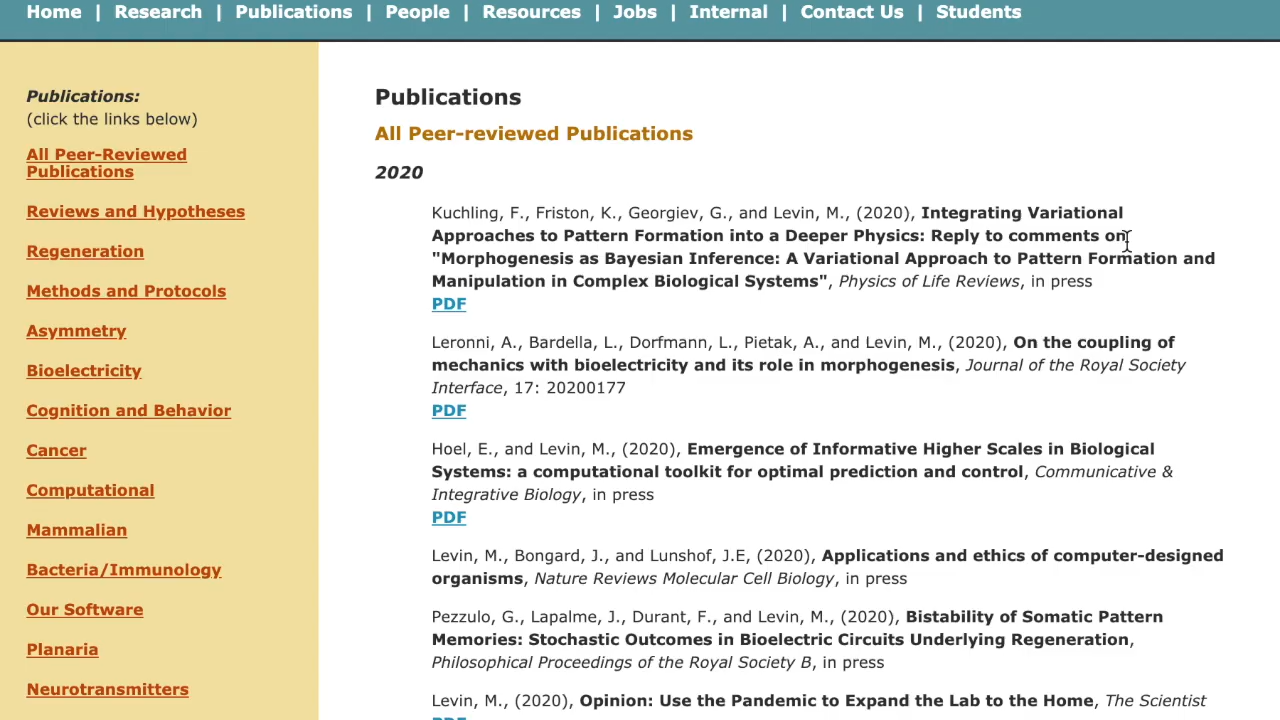 Home | Research | Publications | People | Resources | Jobs | Internal | Contact Us | Students
Publications:
(click the links below)
All Peer-Reviewed
Publications
Reviews and Hypotheses
Regeneration
Methods and Protocols
Asymmetry
Bioelectricity
Cognition and Behavior
Cancer
Computational
Mammalian
Bacteria/Immunology
Our Software
Planaria
Neurotransmitters
Publications
All Peer-reviewed Publications
2020
Kuchling, F., Friston, K., Georgiev, G., and Levin, M., (2020), Integrating Variational
Approaches to Pattern Formation into a Deeper Physics: Reply to comments on
"Morphogenesis as Bayesian Inference: A Variational Approach to Pattern Formation and
Manipulation in Complex Biological Systems", Physics of Life Reviews, in press
PDF
Leronni, A., Bardella, L., Dorfmann, L., Pietak, A., and Levin, M., (2020), On the coupling of
mechanics with bioelectricity and its role in morphogenesis, Journal of the Royal Society
Interface, 17: 20200177
PDF
Hoel, E., and Levin, M., (2020), Emergence of Informative Higher Scales in Biological
Systems: a computational toolkit for optimal prediction and control, Communicative &
Integrative Biology, in press
PDF
Levin, M., Bongard, J., and Lunshof, J.E, (2020), Applications and ethics of computer-designed
organisms, Nature Reviews Molecular Cell Biology, in press
Pezzulo, G., Lapalme, J., Durant, F., and Levin, M., (2020), Bistability of Somatic Pattern
Memories: Stochastic Outcomes in Bioelectric Circuits Underlying Regeneration,
Philosophical Proceedings of the Royal Society B, in press
Levin, M., (2020), Opinion: Use the Pandemic to Expand the Lab to the Home, The Scientist
PDF